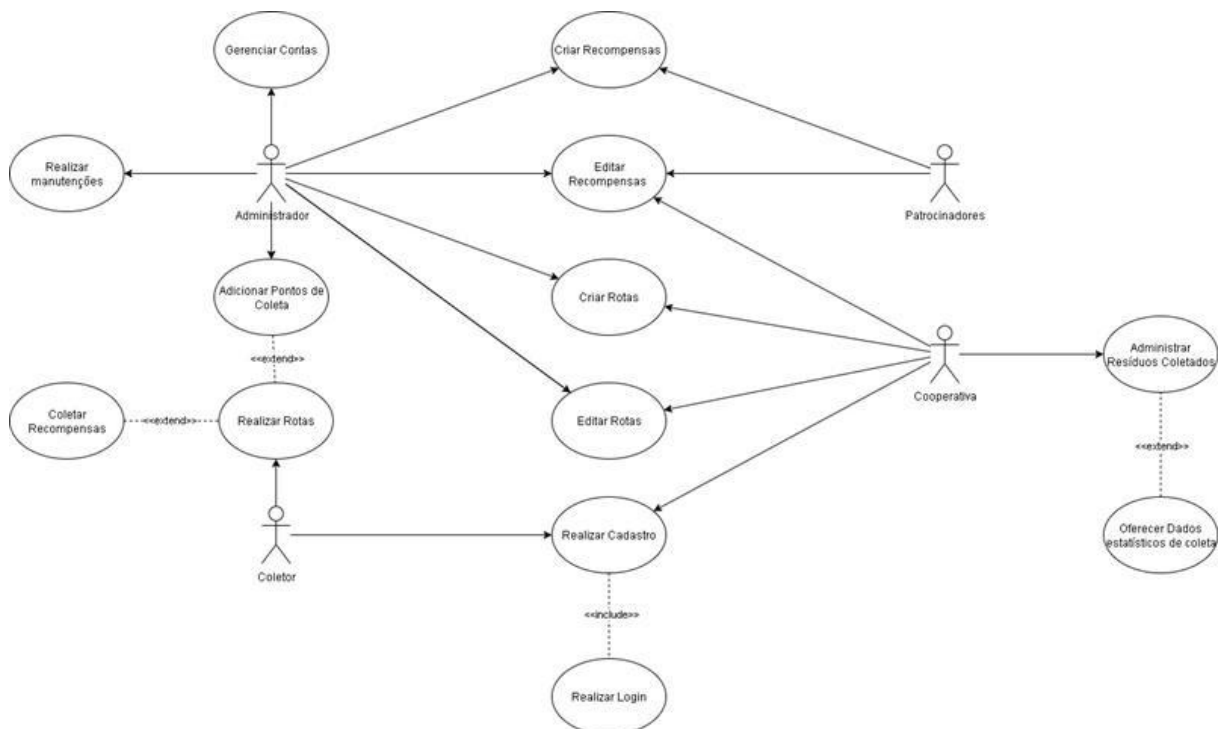 Gerenciar Contas
Criar Recompensas
Realizar
manutenções
Administrador
Editar
Recompensas
Patrocinadores
Adicionar Pontos de
Coleta
Criar Rotas
<<extend>>
Cooperativa
Administrar
Resíduos Coletados
Coletar
Recompensas
<<extend>>
Realizar Rotas
Editar Rotas
<<extend>>
Coletor
Realizar Cadastro
Oferecer Dados
estatísticos de coleta
<<include>>
Realizar Login